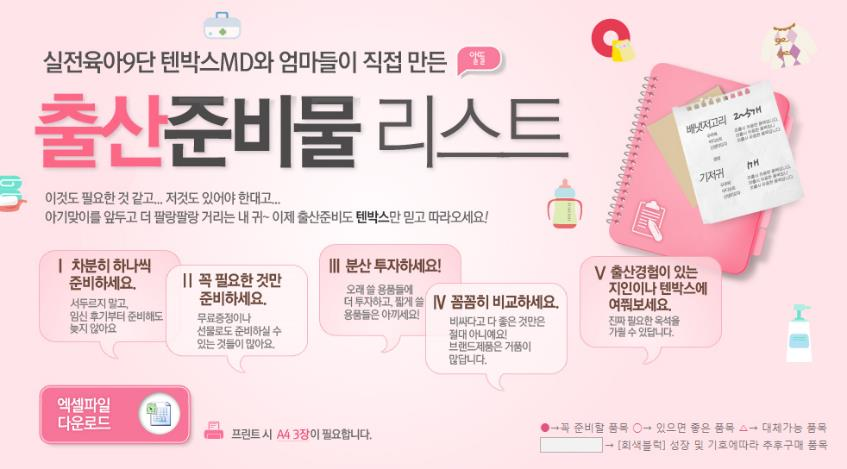 실전육아9단 텐박스MD와 엄마들이 직접 만든
알뜰
출산준비물 리스트
이것도 필요한 것 같고... 저것도 있어야 한대고...
아기맞이를 앞두고 더 팔랑팔랑 거리는 내 귀~ 이제 출산준비도 텐박스만 믿고 따라오세요!
배냇저고리 2~5개
기저귀 1개
I 차분히 하나씩
준비하세요.
서두르지 말고,
임신 후기부터 준비해도
늦지 않아요
II 꼭 필요한 것만
준비하세요.
무료증정이나
선물로도 준비하실 수
있는 것들이 많아요.
III 분산 투자하세요!
오래 쓸 용품들에
더 투자하고, 짧게 쓸
용품들은 아끼세요!
IV 꼼꼼히 비교하세요.
비싸다고 다 좋은 것만은
절대 아니예요!
브랜드제품은 거품이
많답니다.
V 출산경험이 있는
지인이나 텐박스에
여쭤보세요.
진짜 필요한 옥석을
가릴 수 있답니다.
엑셀파일
다운로드
프린트 시 A4 3장이 필요합니다.
●→꼭 준비할 품목 ○→ 있으면 좋은 품목 △→ 대체가능 품목
→ [회색블럭] 성장 및 기호에따라 추후구매 품목